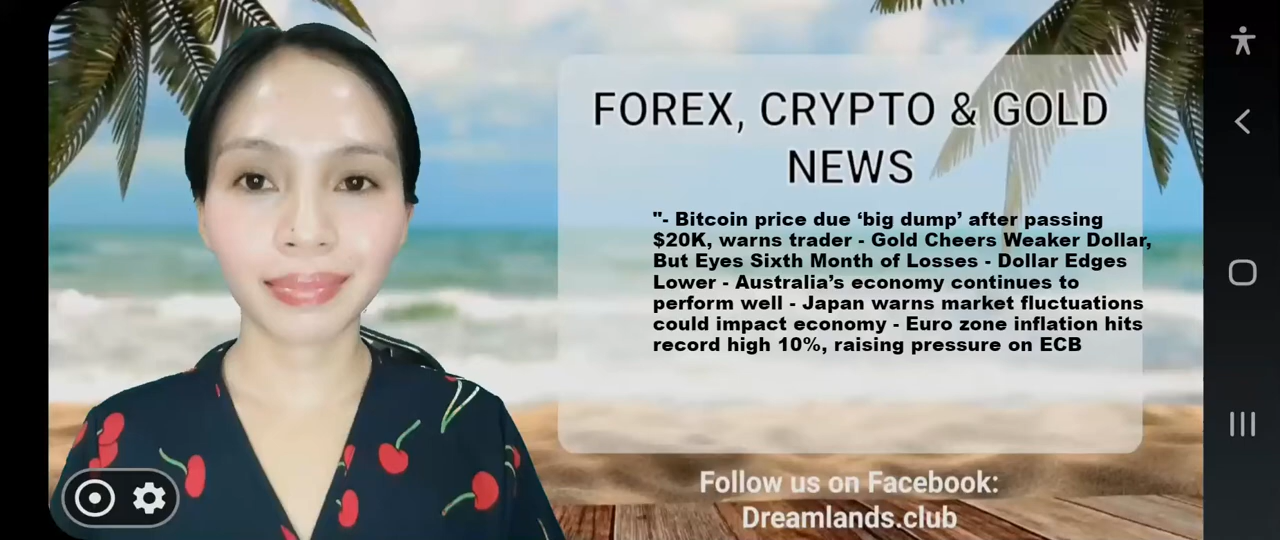 FOREX, CRYPTO & GOLD
NEWS
"- Bitcoin price due ‘big dump’ after passing
$20K, warns trader - Gold Cheers Weaker Dollar,
But Eyes Sixth Month of Losses - Dollar Edges
Lower - Australia’s economy continues to
perform well - Japan warns market fluctuations
could impact economy - Euro zone inflation hits
record high 10%, raising pressure on ECB
Follow us on Facebook:
Dreamlands.club